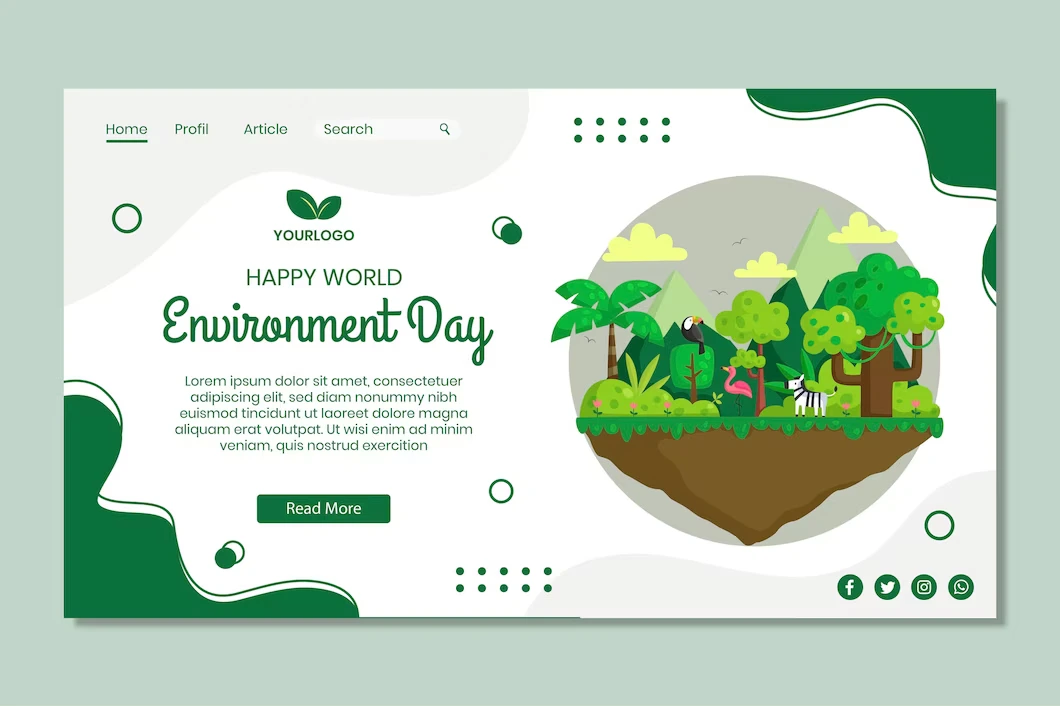 Home Profil Article Search
YOURLOGO
HAPPY WORLD
Environment Day
Lorem ipsum dolor sit amet, consectetuer
adipiscing elit, sed diam nonummy nibh
euismod tincidunt ut laoreet dolore magna
aliquam erat volutpat. Ut wisi enim ad minim
veniam, quis nostrud exercition
Read More